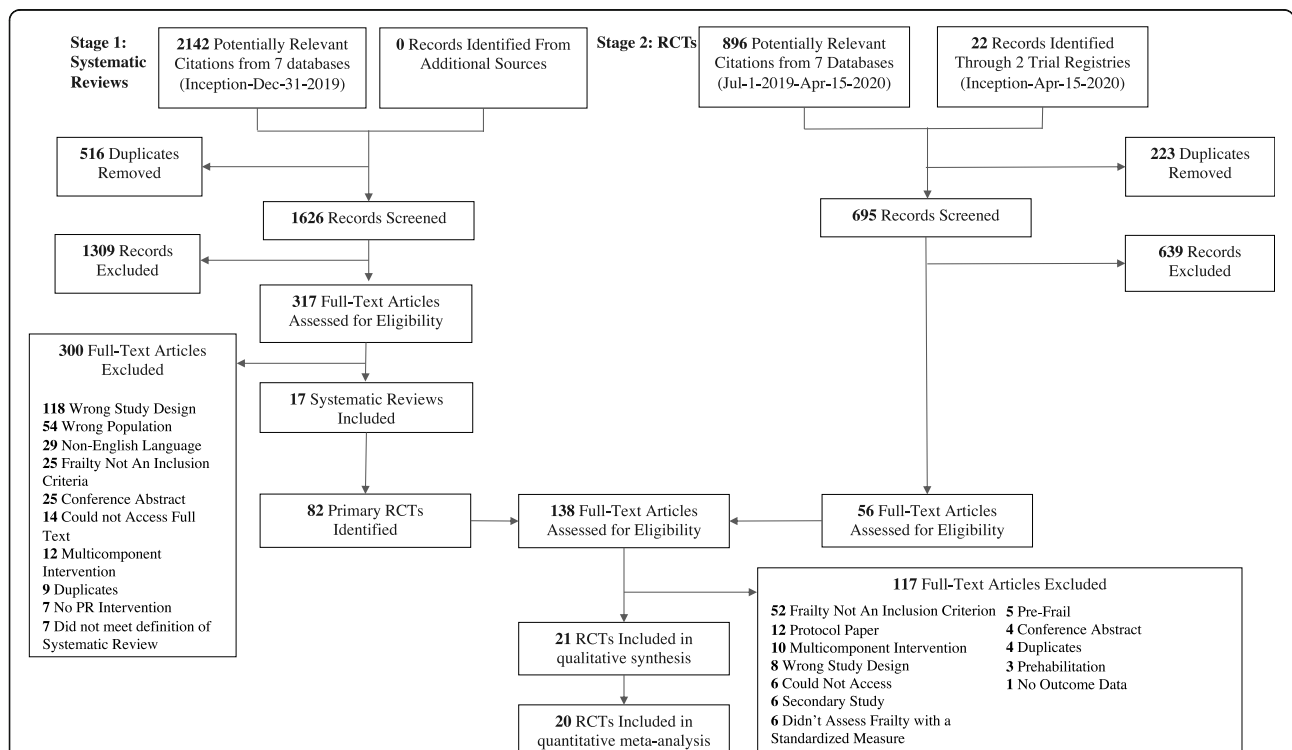 Stage 1:
Systematic
Reviews
2142 Potentially Relevant
Citations from 7 databases
(Inception-Dec-31-2019)
0 Records Identified From
Additional Sources
Stage 2: RCTs
896 Potentially Relevant
Citations from 7 Databases
(Jul-1-2019-Apr-15-2020)
22 Records Identified
Through 2 Trial Registries
(Inception-Apr-15-2020)
516 Duplicates
Removed
223 Duplicates
Removed
1626 Records Screened
695 Records Screened
1309 Records
Excluded
639 Records
Excluded
317 Full-Text Articles
Assessed for Eligibility
300 Full-Text Articles
Excluded
118 Wrong Study Design
54 Wrong Population
29 Non-English Language
25 Frailty Not An Inclusion
Criteria
25 Conference Abstract
14 Could not Access Full
Text
12 Multicomponent
Intervention
9 Duplicates
7 No PR Intervention
7 Did not meet definition of
Systematic Review
17 Systematic Reviews
Included
82 Primary RCTs
Identified
138 Full-Text Articles
Assessed for Eligibility
56 Full-Text Articles
Assessed for Eligibility
117 Full-Text Articles Excluded
52 Frailty Not An Inclusion Criterion
12 Protocol Paper
10 Multicomponent Intervention
8 Wrong Study Design
6 Could Not Access
6 Secondary Study
6 Didn't Assess Frailty with a
Standardized Measure
5 Pre-Frail
4 Conference Abstract
4 Duplicates
3 Prehabilitation
1 No Outcome Data
21 RCTs Included in
qualitative synthesis
20 RCTs Included in
quantitative meta-analysis